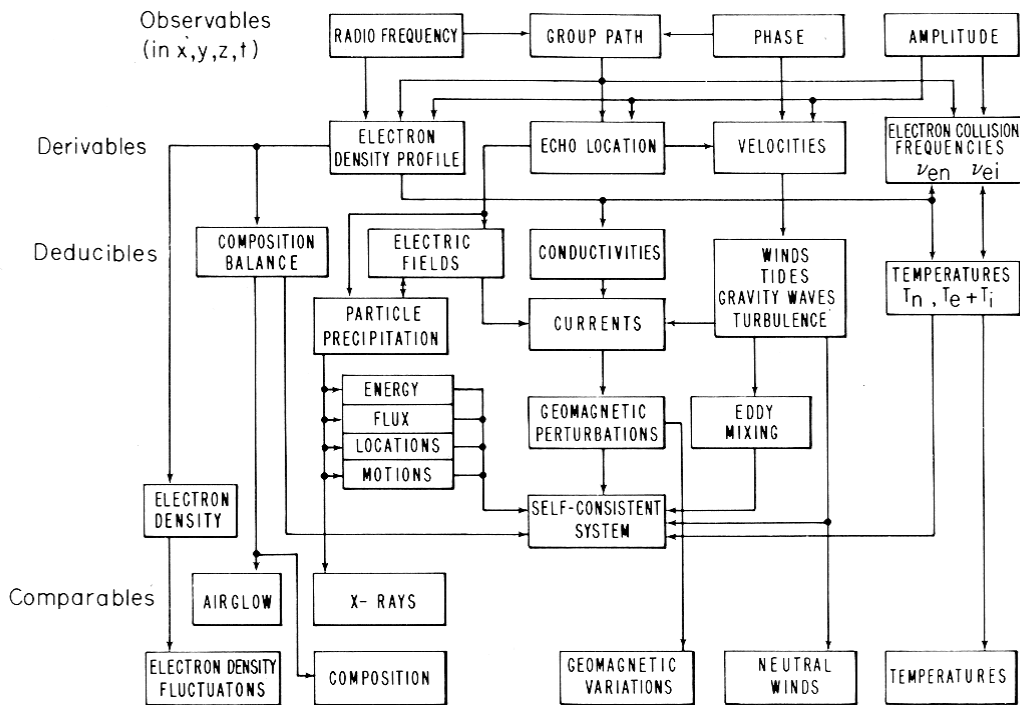 Observables
(in x,y,z,t)
RADIO FREQUENCY
GROUP PATH
PHASE
AMPLITUDE
Derivables
ELECTRON
DENSITY PROFILE
ECHO LOCATION
VELOCITIES
ELECTRON COLLISION
FREQUENCIES
νen νei
Deducibles
COMPOSITION
BALANCE
ELECTRIC
FIELDS
CONDUCTIVITIES
WINDS
TIDES
GRAVITY WAVES
TURBULENCE
TEMPERATURES
Tn , Te + Ti
PARTICLE
PRECIPITATION
CURRENTS
ENERGY
FLUX
LOCATIONS
MOTIONS
GEOMAGNETIC
PERTURBATIONS
EDDY
MIXING
ELECTRON
DENSITY
SELF-CONSISTENT
SYSTEM
Comparables
AIRGLOW
X- RAYS
ELECTRON DENSITY
FLUCTUATONS
COMPOSITION
GEOMAGNETIC
VARIATIONS
NEUTRAL
WINDS
TEMPERATURES